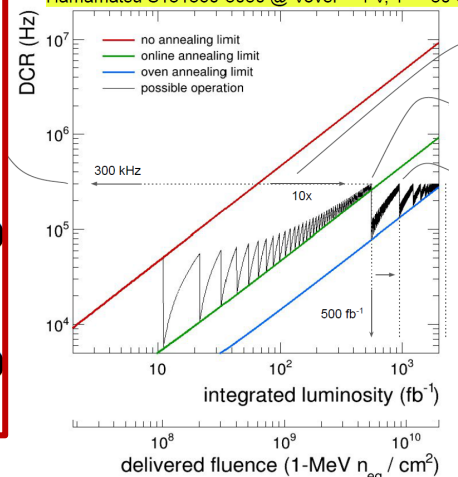 DCR (Hz)
10⁷
10⁶
10⁵
10⁴
no annealing limit
online annealing limit
oven annealing limit
possible operation
300 kHz
10x
500 fb⁻¹
10
10²
10³
integrated luminosity (fb⁻¹)
10⁸
10⁹
10¹⁰
delivered fluence (1-MeV n_eq / cm²)